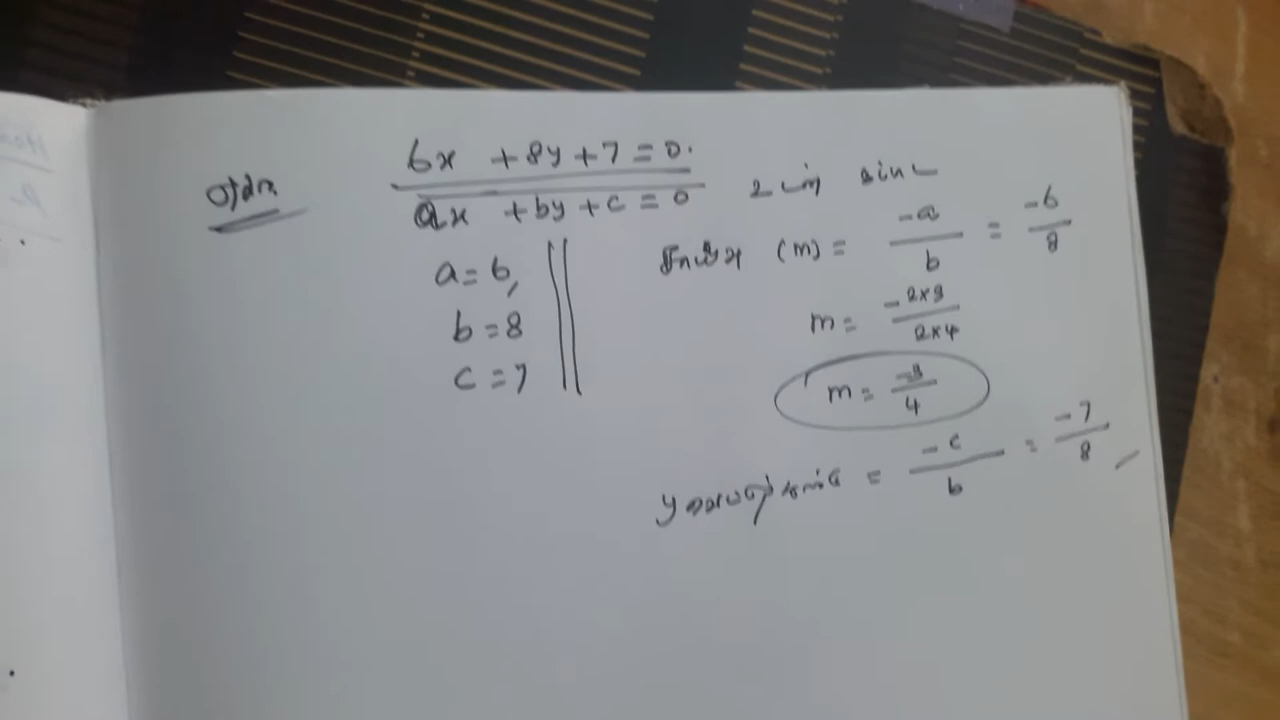 தீர்வு
6x + 8y + 7 = 0.
ax + by + c = 0
a = 6,
b = 8
c = 7
சாய்வு (m) = -a/b = -6/8
m = -2×3/2×4
m = -3/4
y வெட்டுத்துண்டு = -c/b = -7/8